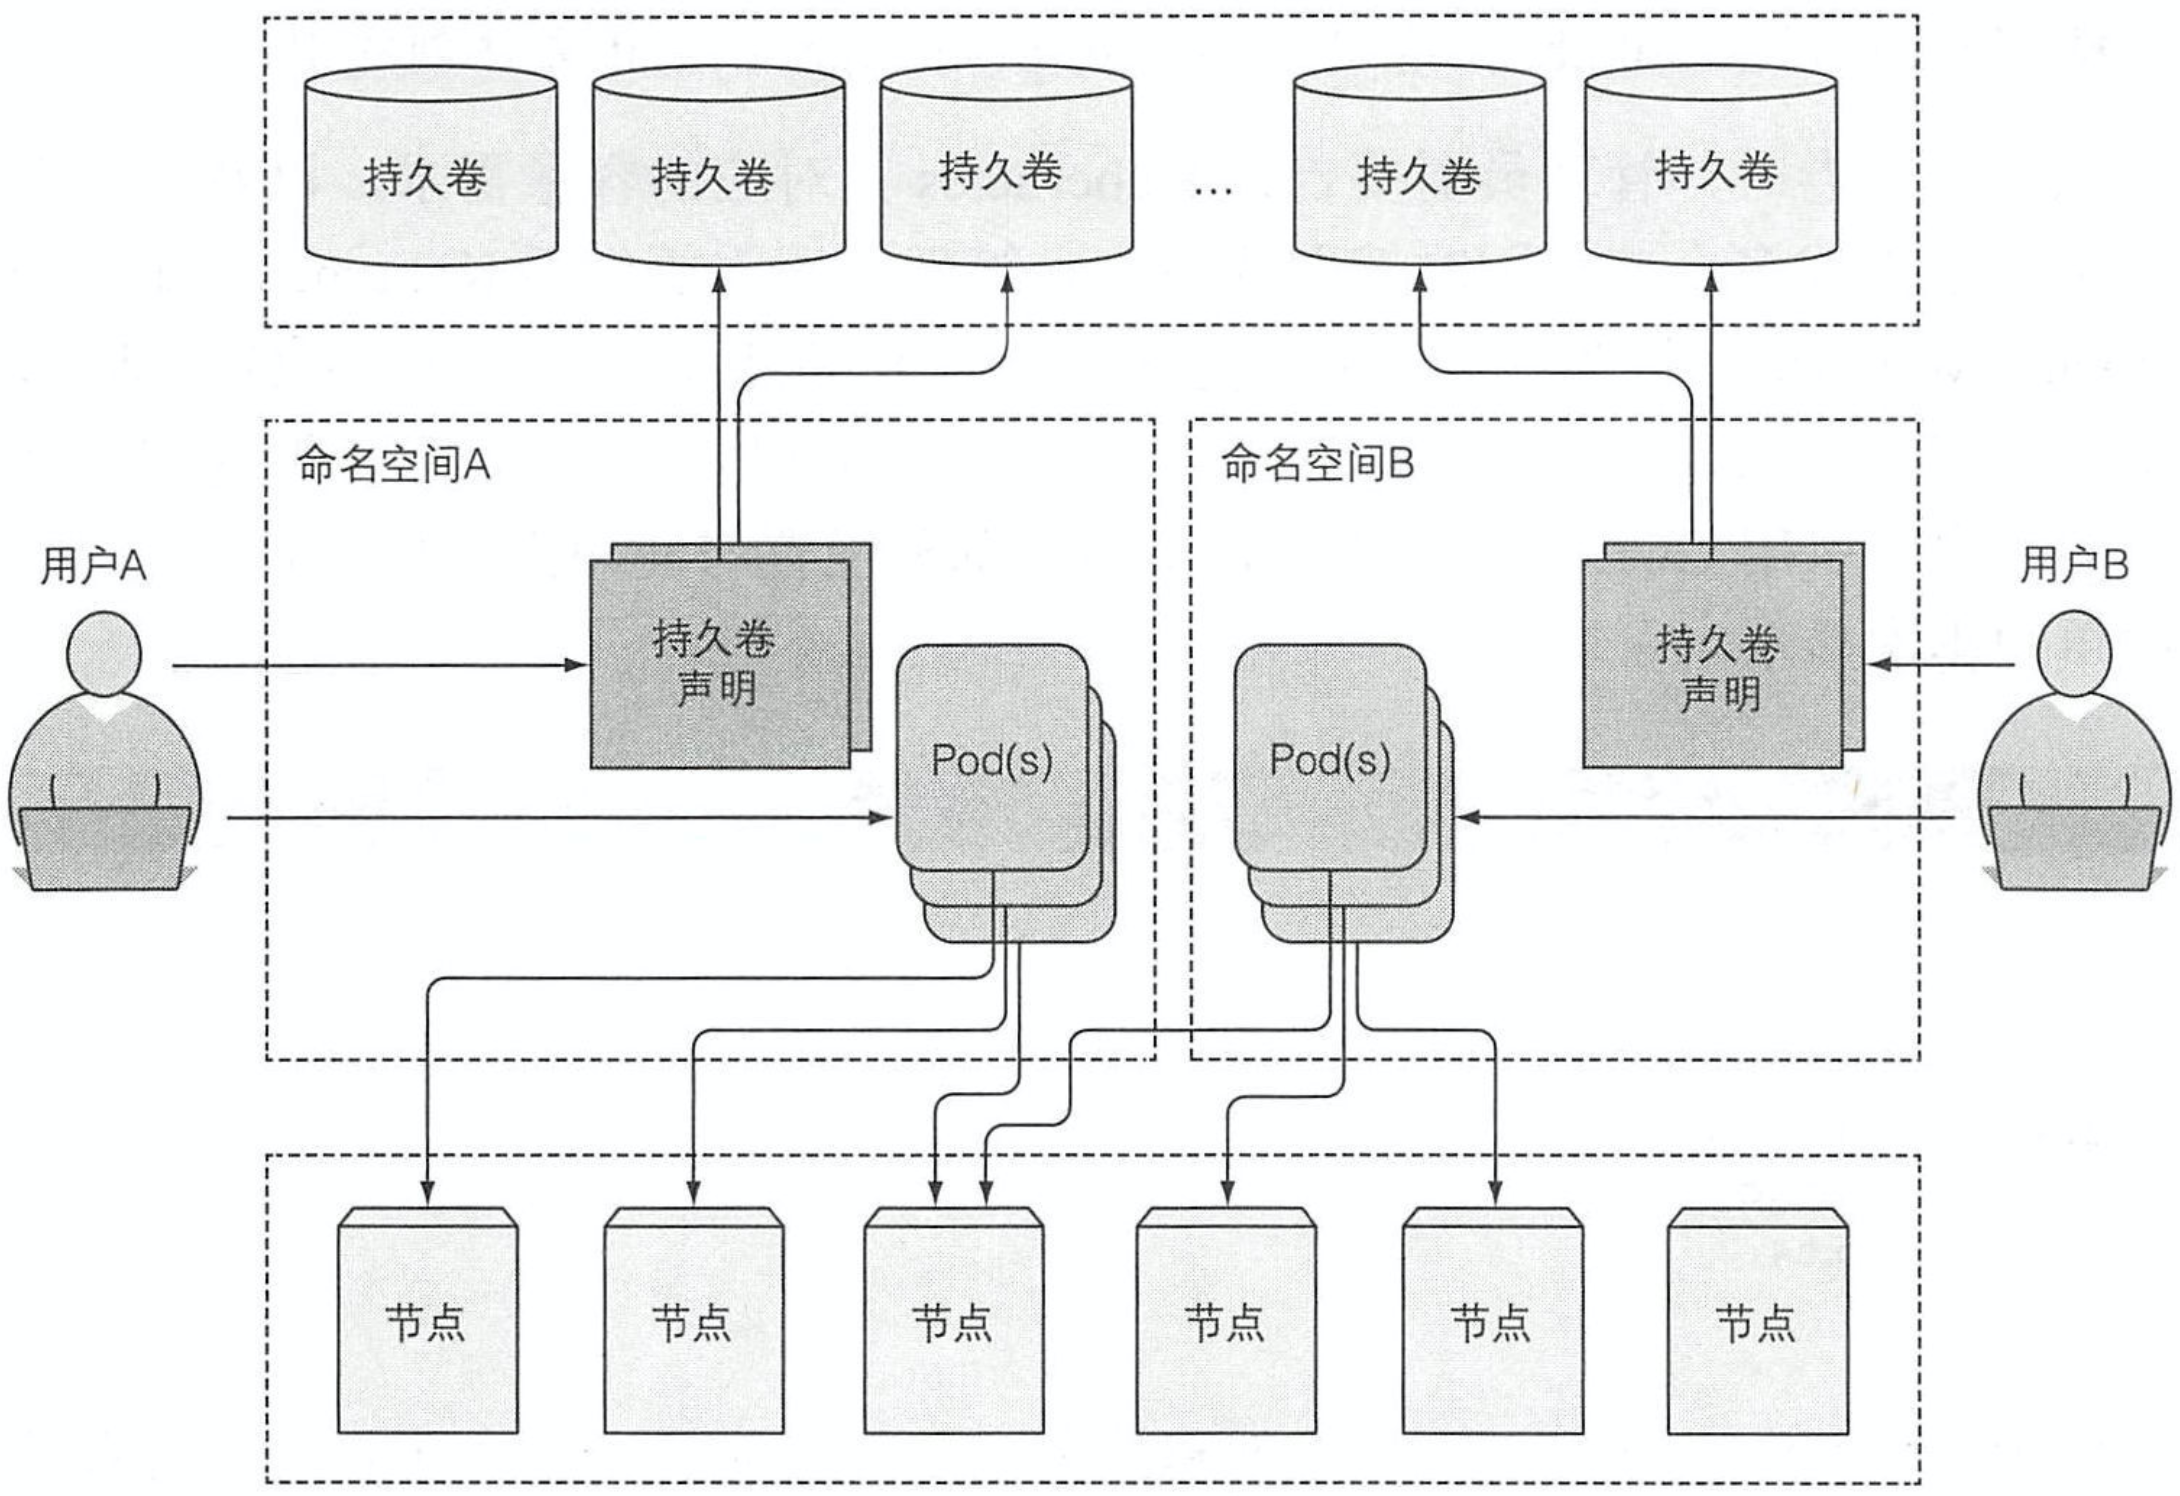 持久卷
持久卷
持久卷
...
持久卷
持久卷
命名空间A
命名空间B
用户A
用户B
持久卷
声明
持久卷
声明
Pod(s)
Pod(s)
节点
节点
节点
节点
节点
节点